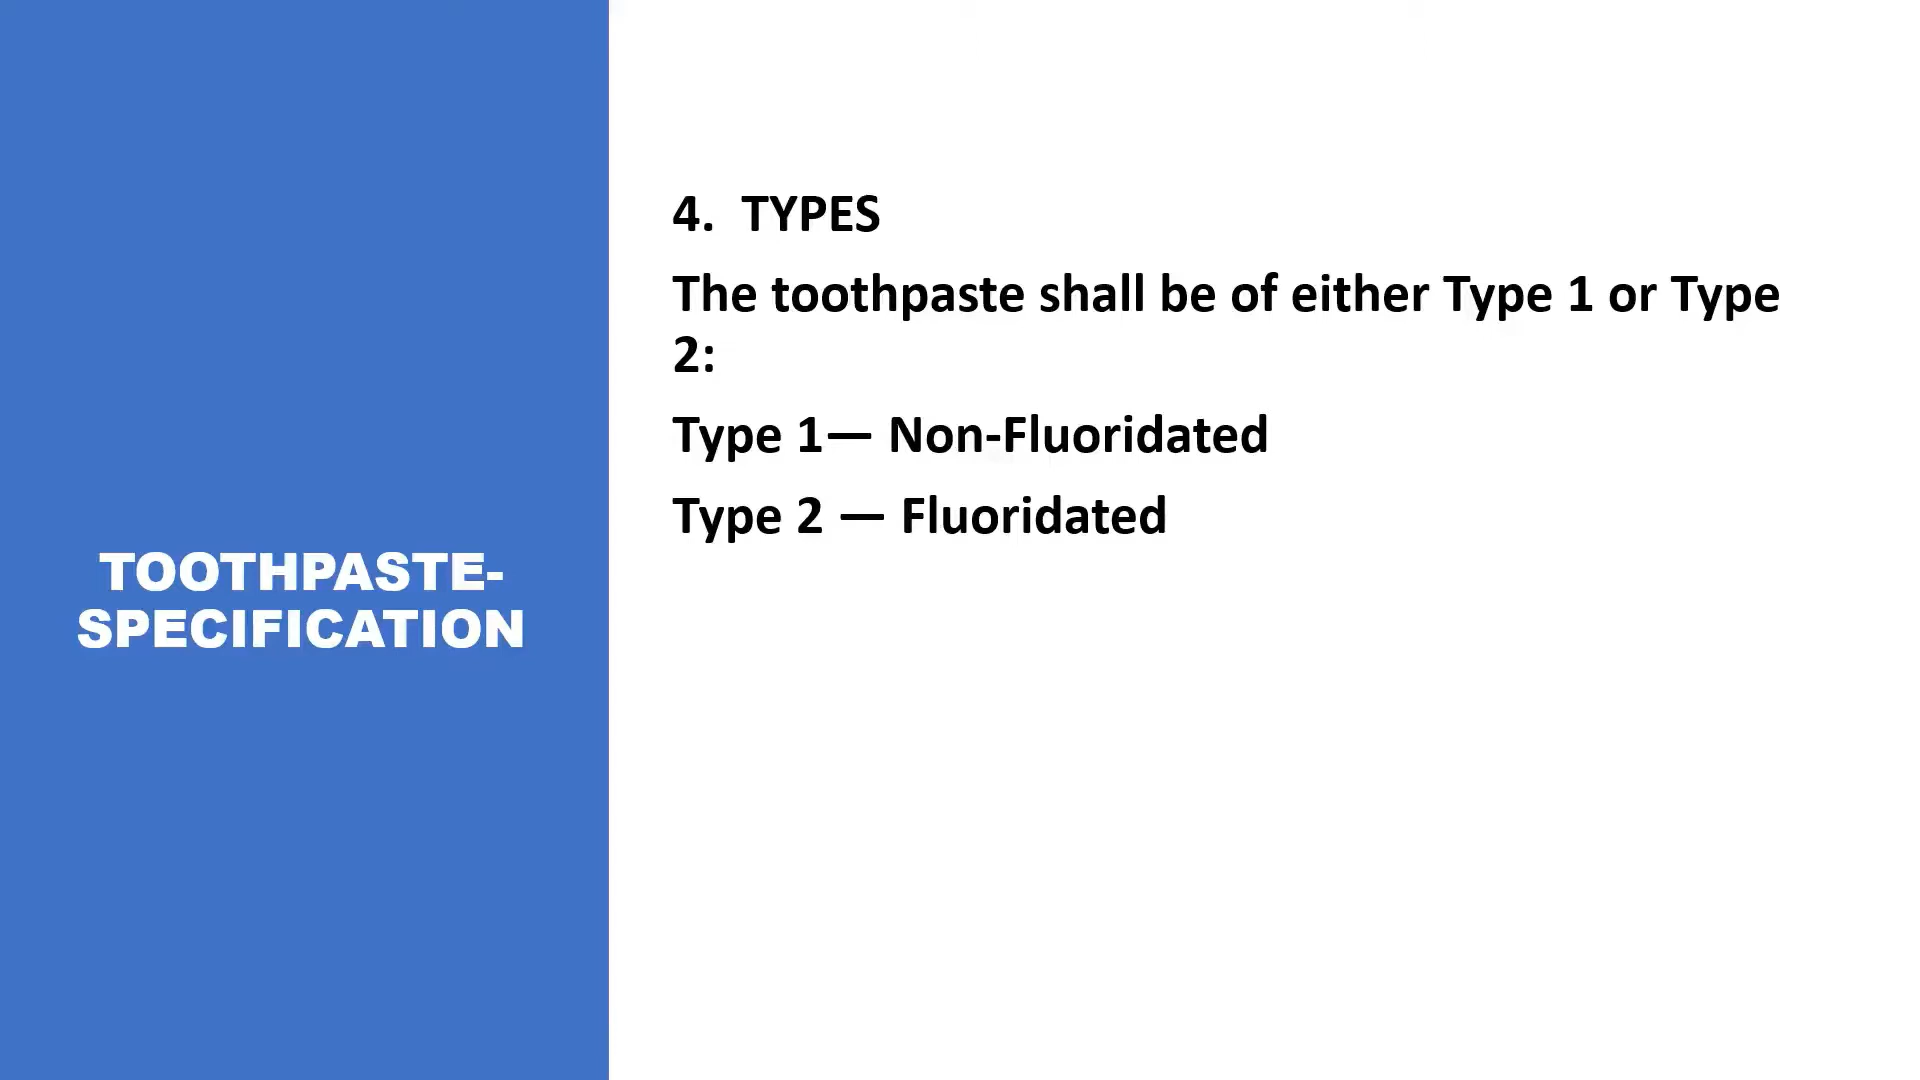 TOOTHPASTE-
SPECIFICATION
4. TYPES
The toothpaste shall be of either Type 1 or Type
2:
Type 1— Non-Fluoridated
Type 2 — Fluoridated